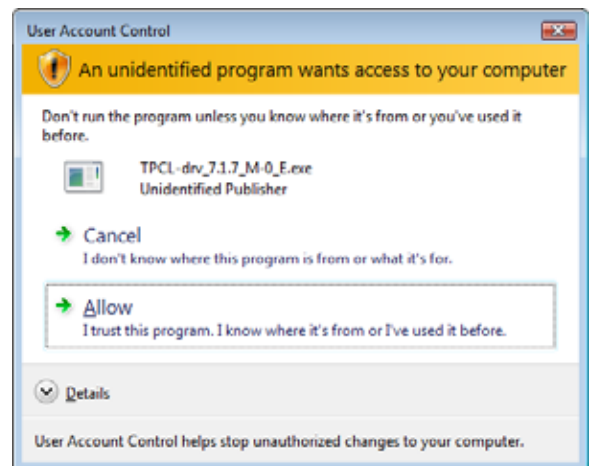 User Account Control
An unidentified program wants access to your computer
Don't run the program unless you know where it's from or you've used it
before.
TPCL-drv_7.1.7_M-0_E.exe
Unidentified Publisher
Cancel
I don't know where this program is from or what it's for.
Allow
I trust this program. I know where it's from or I've used it before.
Details
User Account Control helps stop unauthorized changes to your computer.